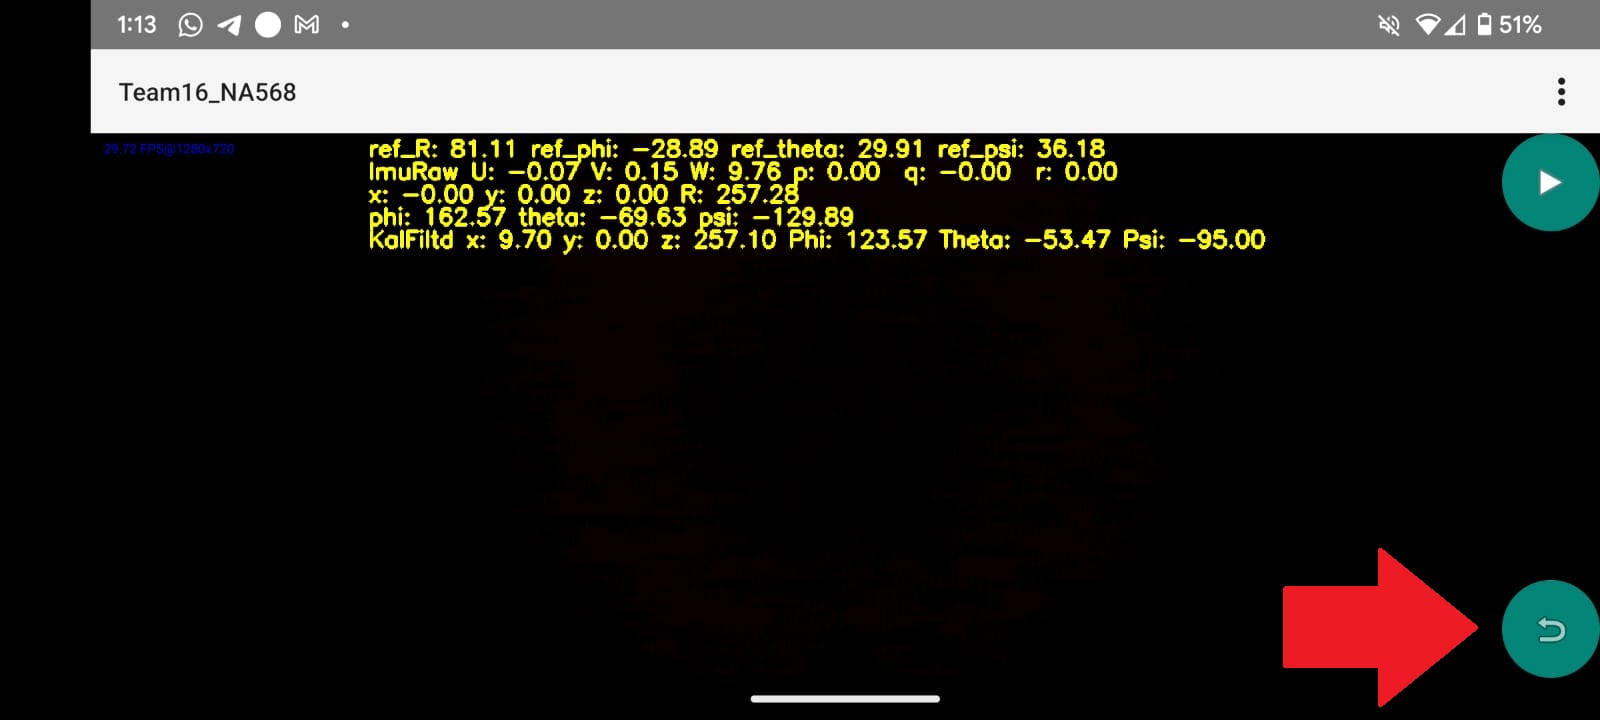 1:13
51%
Team16_NA568
29.72 FPS@1280x720
ref_R: 81.11 ref_phi: -28.89 ref_theta: 29.91 ref_psi: 36.18
ImuRaw U: -0.07 V: 0.15 W: 9.76 p: 0.00 q: -0.00 r: 0.00
x: -0.00 y: 0.00 z: 0.00 R: 257.28
phi: 162.57 theta: -69.63 psi: -129.89
KalFiltd x: 9.70 y: 0.00 z: 257.10 Phi: 123.57 Theta: -53.47 Psi: -95.00